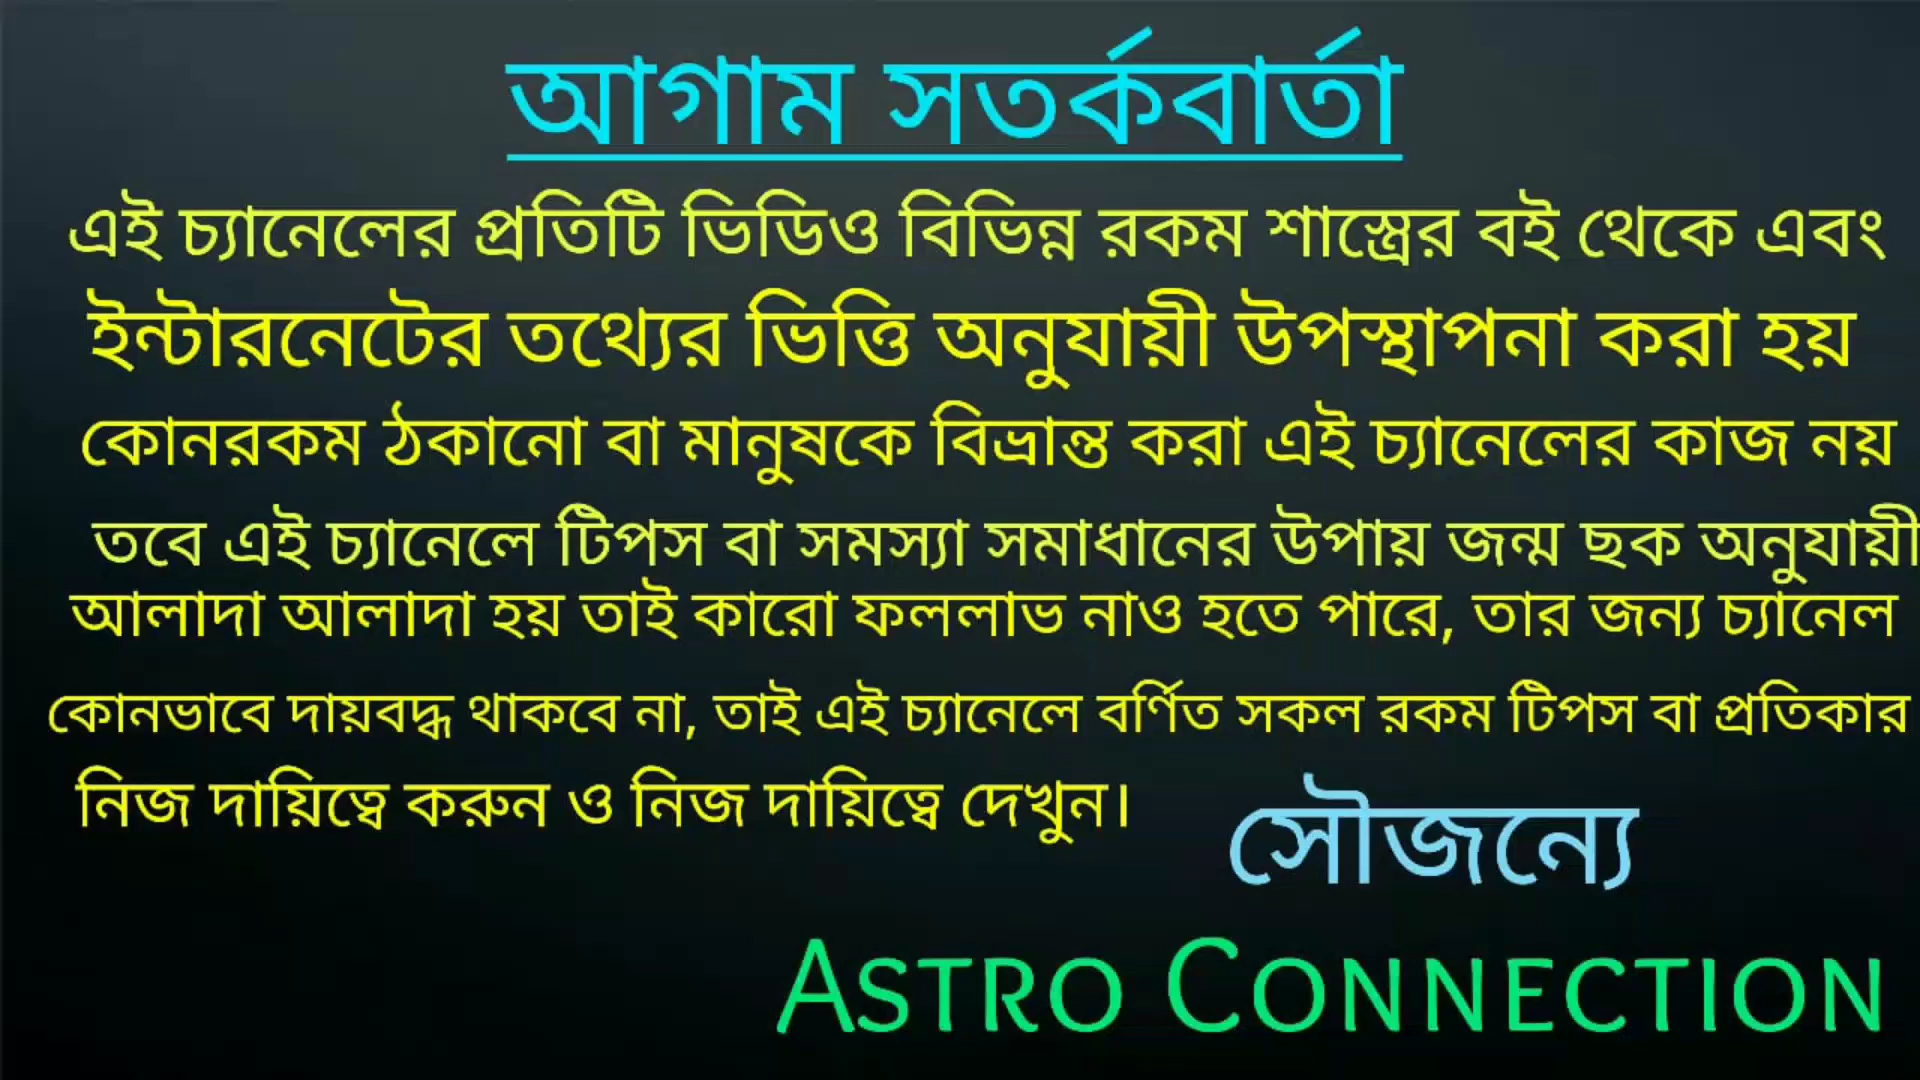 আগাম সতর্কবার্তা
এই চ্যানেলের প্রতিটি ভিডিও বিভিন্ন রকম শাস্ত্রের বই থেকে এবং
ইন্টারনেটের তথ্যের ভিত্তি অনুযায়ী উপস্থাপনা করা হয়
কোনরকম ঠকানো বা মানুষকে বিভ্রান্ত করা এই চ্যানেলের কাজ নয়
তবে এই চ্যানেলে টিপস বা সমস্যা সমাধানের উপায় জন্ম ছক অনুযায়ী
আলাদা আলাদা হয় তাই কারো ফললাভ নাও হতে পারে, তার জন্য চ্যানেল
কোনভাবে দায়বদ্ধ থাকবে না, তাই এই চ্যানেলে বর্ণিত সকল রকম টিপস বা প্রতিকার
নিজ দায়িত্বে করুন ও নিজ দায়িত্বে দেখুন।
সৌজন্যে
ASTRO CONNECTION